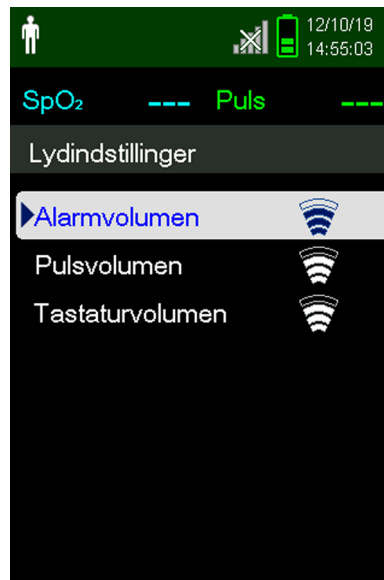 12/10/19
14:55:03
SpO₂ --- Puls ---
Lydindstillinger
Alarmvolumen
Pulsvolumen
Tastaturvolumen